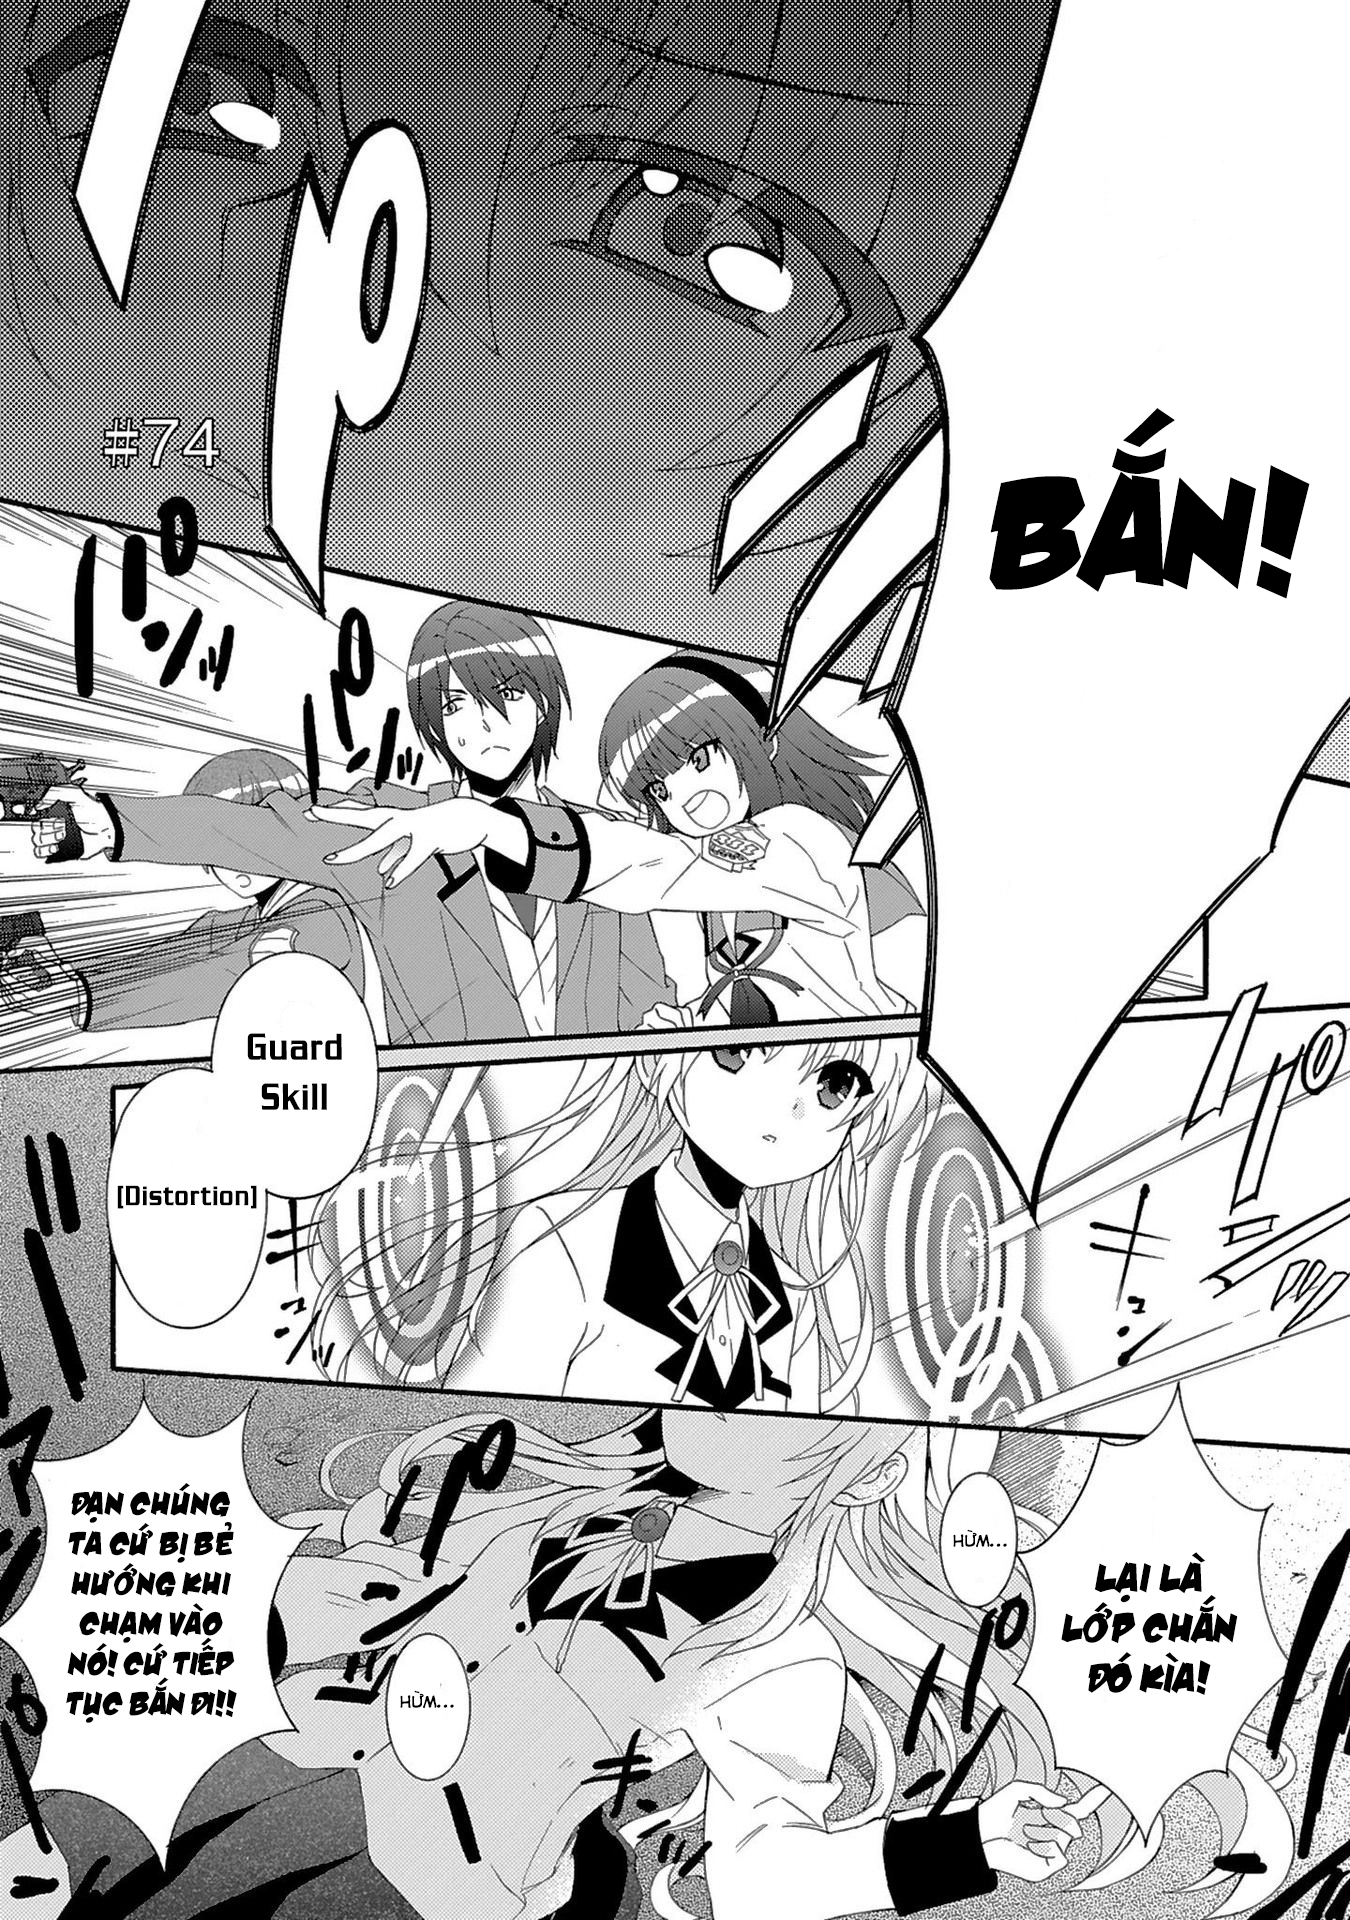 BẮN!
#74
Guard
Skill
[Distortion]
LẠI LÀ
LỚP CHẮN
ĐÓ KÌA!
HỪM...
HỪM...
ĐẠN CHÚNG
TA CỨ BỊ BẺ
HƯỚNG KHI
CHẠM VÀO
NÓ! CỨ TIẾP
TỤC BẮN ĐI!!